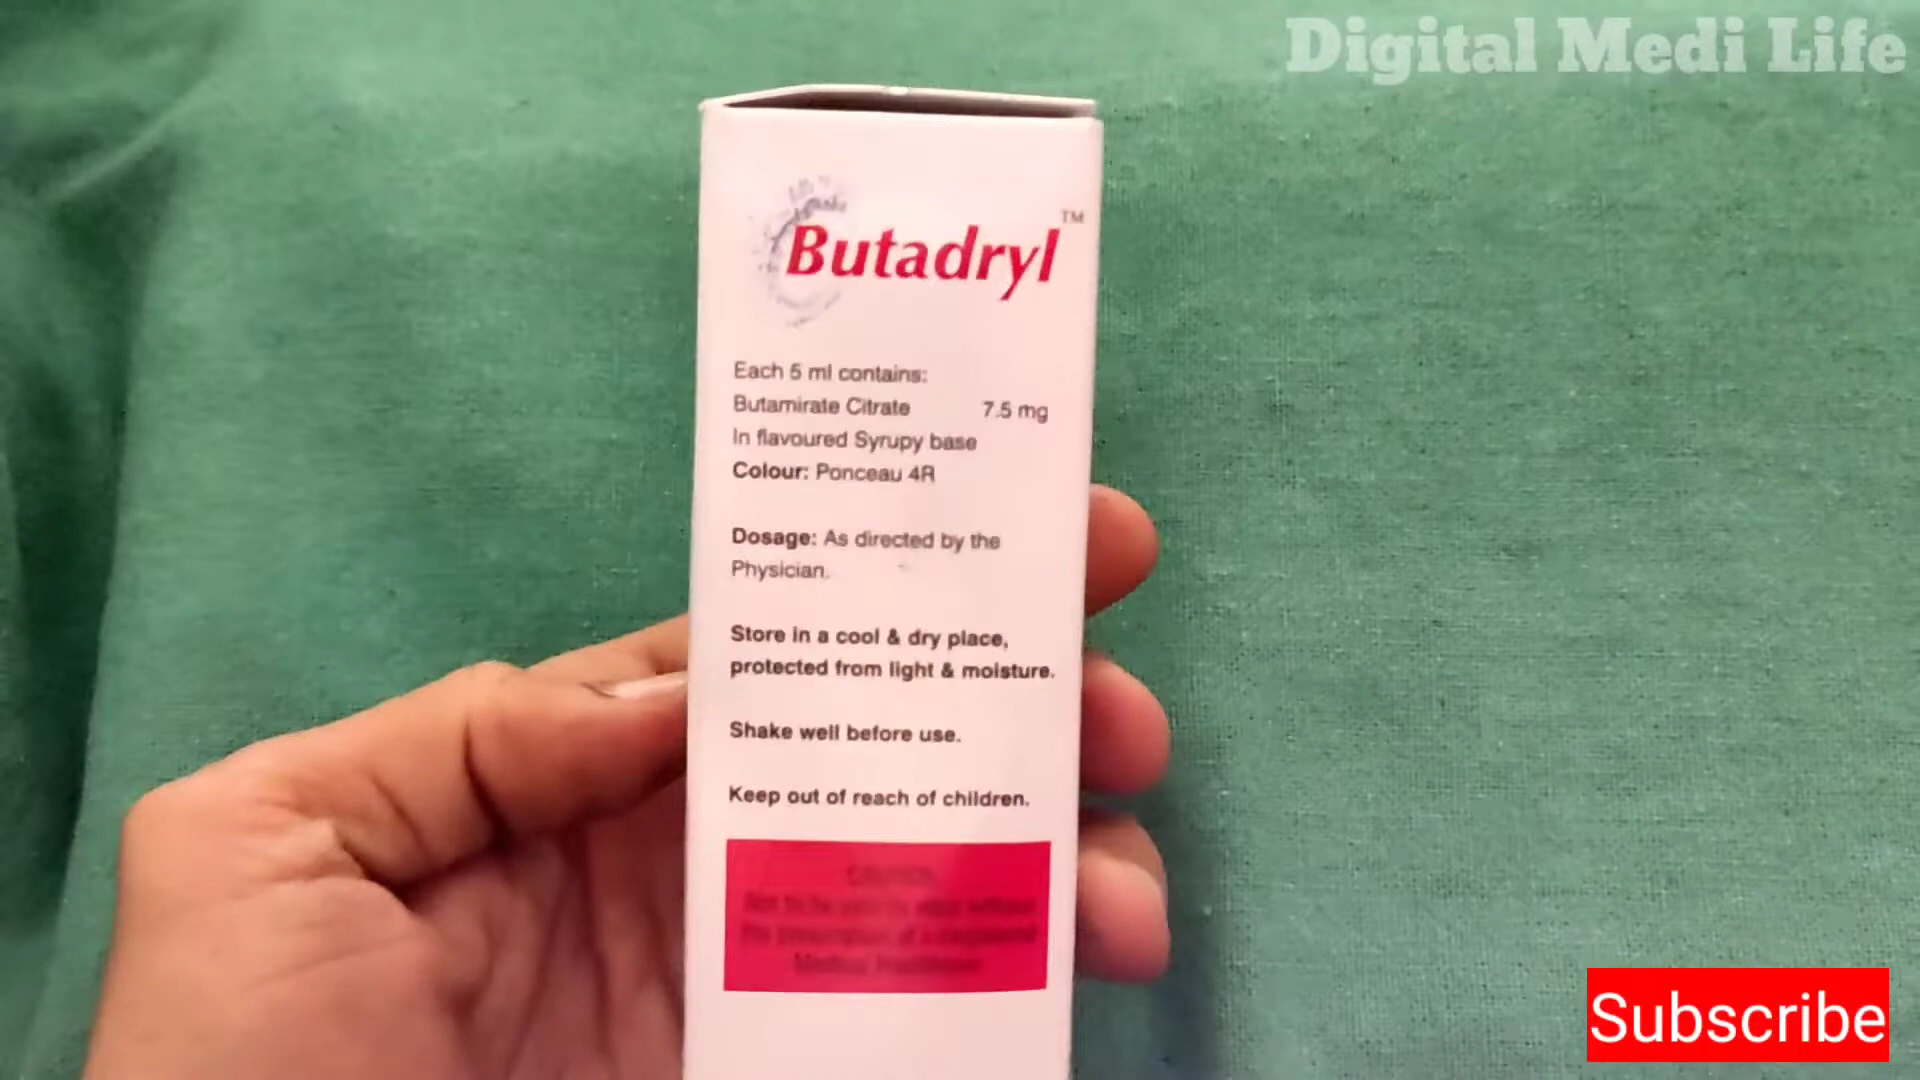 Digital Medi Life
Butadryl™
Each 5 ml contains:
Butamirate Citrate 7.5 mg
In flavoured Syrupy base
Colour: Ponceau 4R
Dosage: As directed by the
Physician.
Store in a cool & dry place,
protected from light & moisture.
Shake well before use.
Keep out of reach of children.
Subscribe